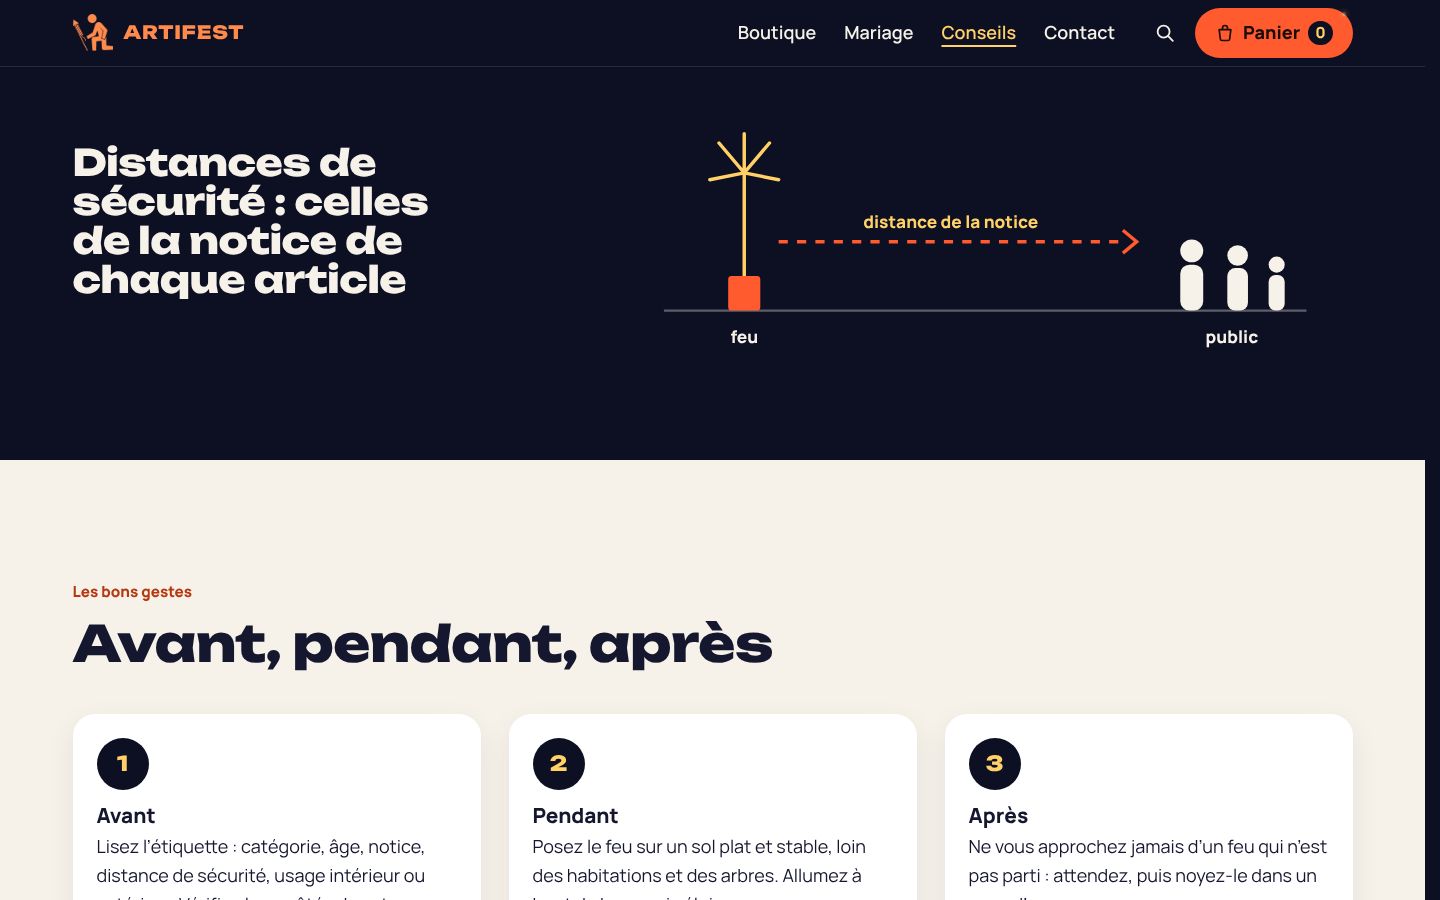 ARTIFEST
Boutique Mariage Conseils Contact Panier 0
Distances de
sécurité : celles
de la notice de
chaque article
distance de la notice
feu
public
Les bons gestes
Avant, pendant, après
1
Avant
Lisez l'étiquette : catégorie, âge, notice,
distance de sécurité, usage intérieur ou
2
Pendant
Posez le feu sur un sol plat et stable, loin
des habitations et des arbres. Allumez à
3
Après
Ne vous approchez jamais d'un feu qui n'est
pas parti : attendez, puis noyez-le dans un